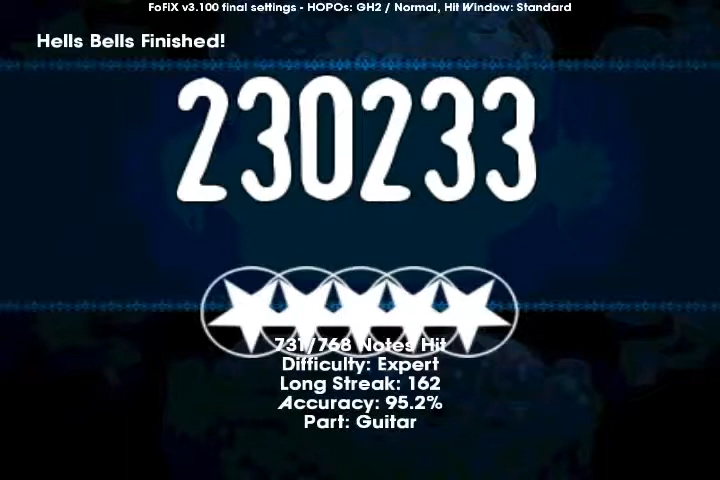 FoFiX v3.100 final settings - HOPOs: GH2 / Normal, Hit Window: Standard
Hells Bells Finished!
230233
731/768 Notes Hit
Difficulty: Expert
Long Streak: 162
Accuracy: 95.2%
Part: Guitar